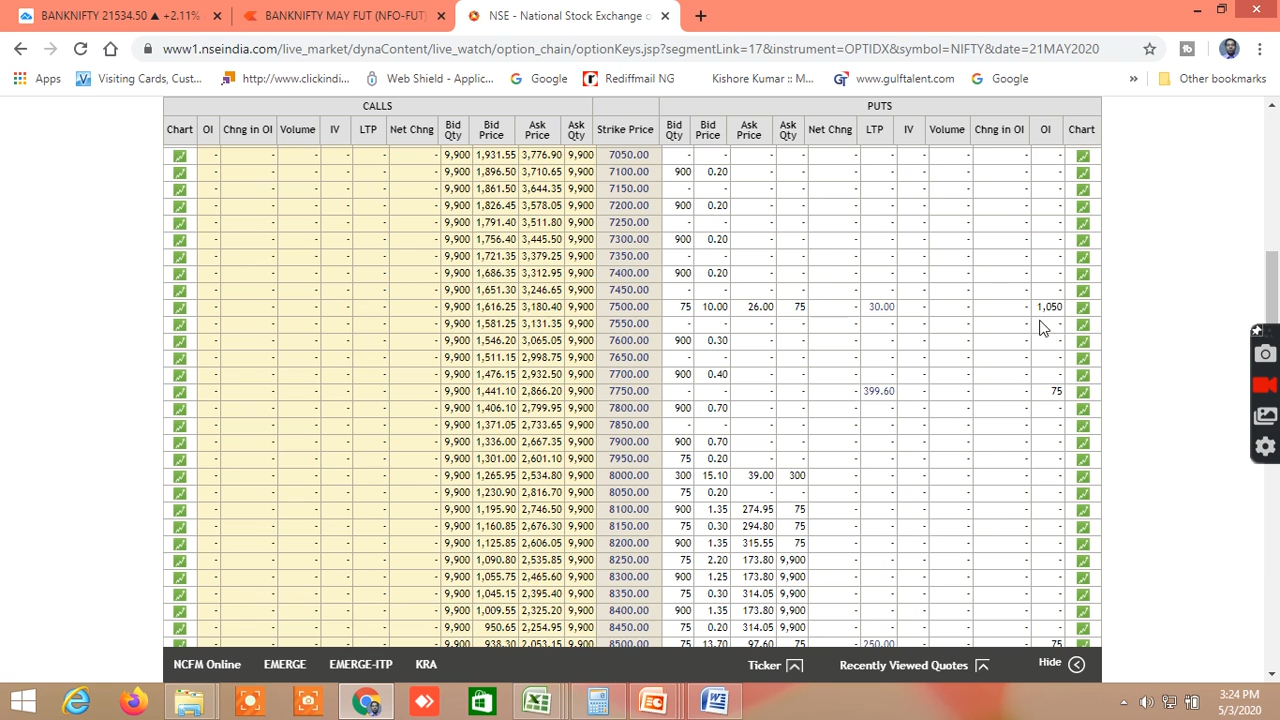 BANKNIFTY 21534.50 ▲ +2.11% × BANKNIFTY MAY FUT (NFO-FUT) × NSE - National Stock Exchange o × +
www1.nseindia.com/live_market/dynaContent/live_watch/option_chain/optionKeys.jsp?segmentLink=17&instrument=OPTIDX&symbol=NIFTY&date=21MAY2020
Apps Visiting Cards, Cust... http://www.clickindi... Web Shield - Applic... Google Rediffmail NG Kishore Kumar :: M... www.gulftalent.com Google » Other bookmarks
CALLS PUTS
Chart OI Chng in OI Volume IV LTP Net Chng Bid Qty Bid Price Ask Price Ask Qty Strike Price Bid Qty Bid Price Ask Price Ask Qty Net Chng LTP IV Volume Chng in OI OI Chart
- - - - - - 9,900 1,931.55 3,776.90 9,900 7050.00 - - - - - - - - - -
- - - - - - 9,900 1,896.50 3,710.65 9,900 7100.00 900 0.20 - - - - - - - -
- - - - - - 9,900 1,861.50 3,644.35 9,900 7150.00 - - - - - - - - - -
- - - - - - 9,900 1,826.45 3,578.05 9,900 7200.00 900 0.20 - - - - - - - -
- - - - - - 9,900 1,791.40 3,511.80 9,900 7250.00 - - - - - - - - - -
- - - - - - 9,900 1,756.40 3,445.50 9,900 7300.00 900 0.20 - - - - - - - -
- - - - - - 9,900 1,721.35 3,379.25 9,900 7350.00 - - - - - - - - - -
- - - - - - 9,900 1,686.35 3,312.95 9,900 7400.00 900 0.20 - - - - - - - -
- - - - - - 9,900 1,651.30 3,246.65 9,900 7450.00 - - - - - - - - - -
- - - - - - 9,900 1,616.25 3,180.40 9,900 7500.00 75 10.00 26.00 75 - 30.00 - - - 1,050
- - - - - - 9,900 1,581.25 3,131.35 9,900 7550.00 - - - - - - - - - -
- - - - - - 9,900 1,546.20 3,065.05 9,900 7600.00 900 0.30 - - - - - - - -
- - - - - - 9,900 1,511.15 2,998.75 9,900 7650.00 - - - - - - - - - -
- - - - - - 9,900 1,476.15 2,932.50 9,900 7700.00 900 0.40 - - - - - - - -
- - - - - - 9,900 1,441.10 2,866.20 9,900 7750.00 - - - - - 399.60 - - - 75
- - - - - - 9,900 1,406.10 2,799.95 9,900 7800.00 900 0.70 - - - - - - - -
- - - - - - 9,900 1,371.05 2,733.65 9,900 7850.00 - - - - - - - - - -
- - - - - - 9,900 1,336.00 2,667.35 9,900 7900.00 900 0.70 - - - - - - - -
- - - - - - 9,900 1,301.00 2,601.10 9,900 7950.00 75 0.20 - - - - - - - -
- - - - - - 9,900 1,265.95 2,534.80 9,900 8000.00 300 15.10 39.00 300 - - - - - -
- - - - - - 9,900 1,230.90 2,816.70 9,900 8050.00 75 0.20 - - - - - - - -
- - - - - - 9,900 1,195.90 2,746.50 9,900 8100.00 900 1.35 274.95 75 - - - - - -
- - - - - - 9,900 1,160.85 2,676.30 9,900 8150.00 75 0.30 294.80 75 - - - - - -
- - - - - - 9,900 1,125.85 2,606.05 9,900 8200.00 900 1.35 315.55 75 - - - - - -
- - - - - - 9,900 1,090.80 2,535.85 9,900 8250.00 75 2.35 173.80 9,900 - - - - - -
- - - - - - 9,900 1,055.75 2,465.60 9,900 8300.00 900 1.25 173.80 9,900 - - - - - -
- - - - - - 9,900 1,045.15 2,395.40 9,900 8350.00 75 0.30 314.05 9,900 - - - - - -
- - - - - - 9,900 1,009.55 2,325.20 9,900 8400.00 900 1.35 173.80 9,900 - - - - - -
- - - - - - 9,900 950.65 2,254.95 9,900 8450.00 75 0.20 314.05 9,900 - - - - - -
- - - - - - 9,900 938.30 2,053.15 9,900 8500.00 75 13.70 97.60 75 - 250.00 - - - 75
NCFM Online EMERGE EMERGE-ITP KRA Ticker Recently Viewed Quotes Hide
3:24 PM
5/3/2020